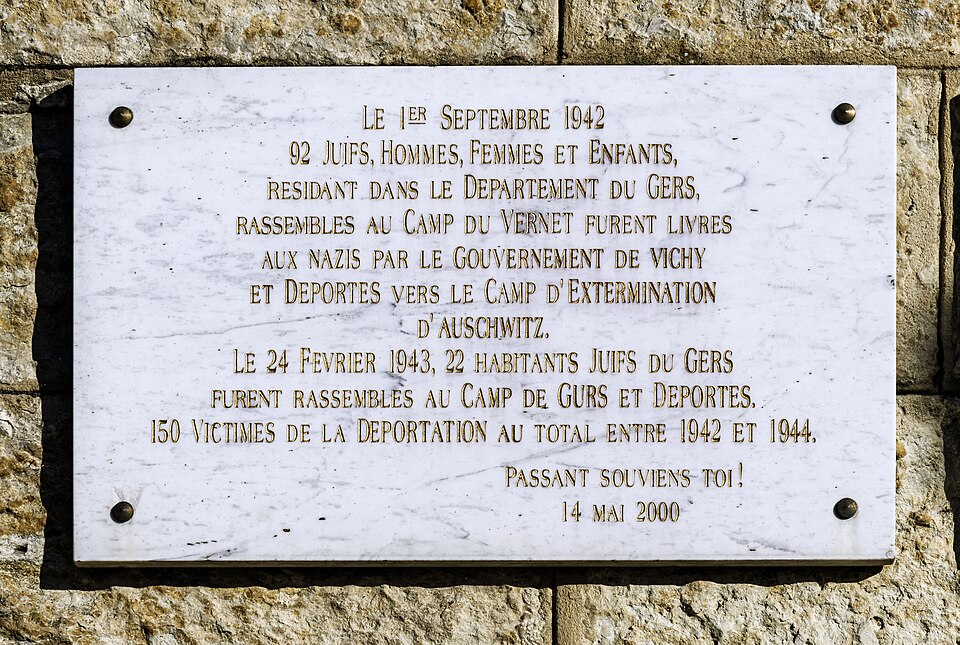 LE 1ER SEPTEMBRE 1942
92 JUIFS, HOMMES, FEMMES ET ENFANTS,
RESIDANT DANS LE DEPARTEMENT DU GERS,
RASSEMBLES AU CAMP DU VERNET FURENT LIVRES
AUX NAZIS PAR LE GOUVERNEMENT DE VICHY
ET DEPORTES VERS LE CAMP D'EXTERMINATION
D'AUSCHWITZ.
LE 24 FEVRIER 1943, 22 HABITANTS JUIFS DU GERS
FURENT RASSEMBLES AU CAMP DE GURS ET DEPORTES.
150 VICTIMES DE LA DEPORTATION AU TOTAL ENTRE 1942 ET 1944.
PASSANT SOUVIENS TOI !
14 MAI 2000